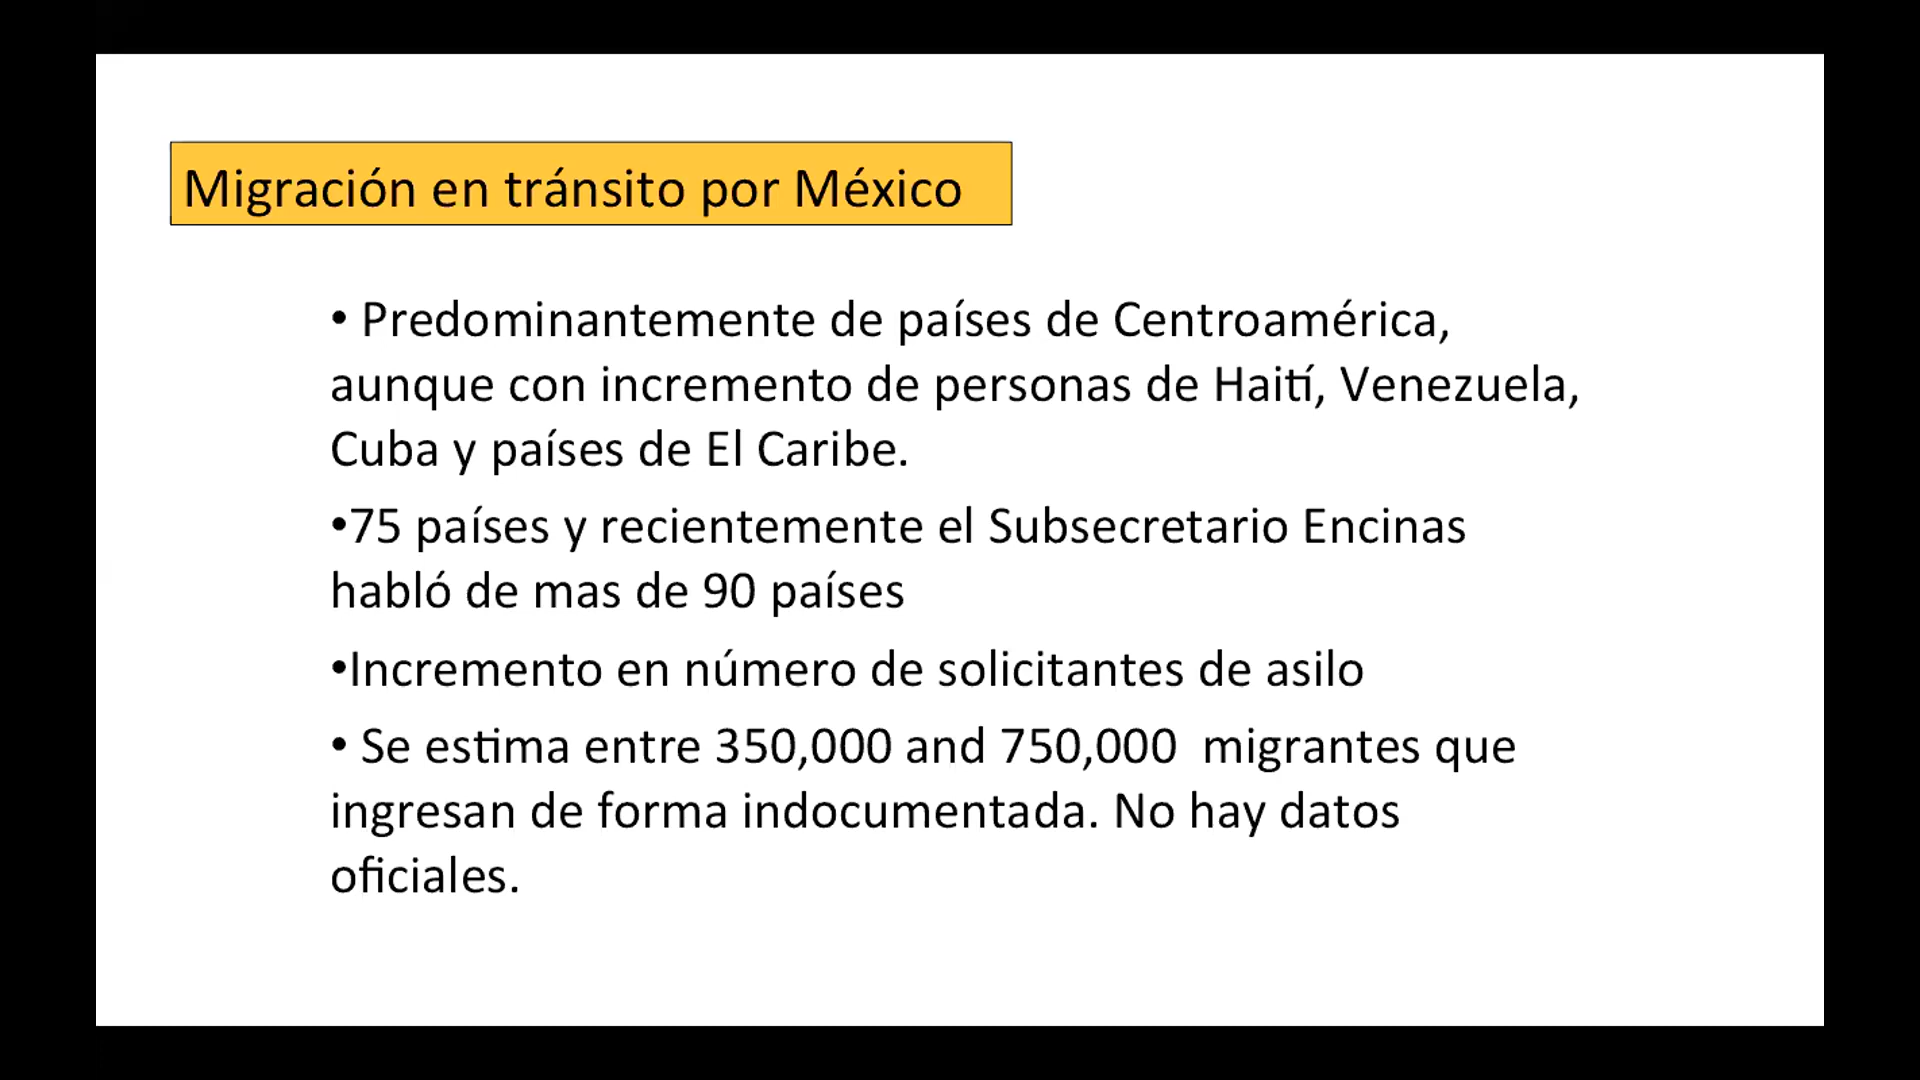 Migración en tránsito por México
• Predominantemente de países de Centroamérica,
aunque con incremento de personas de Haití, Venezuela,
Cuba y países de El Caribe.
•75 países y recientemente el Subsecretario Encinas
habló de mas de 90 países
•Incremento en número de solicitantes de asilo
• Se estima entre 350,000 and 750,000  migrantes que
ingresan de forma indocumentada. No hay datos
oficiales.